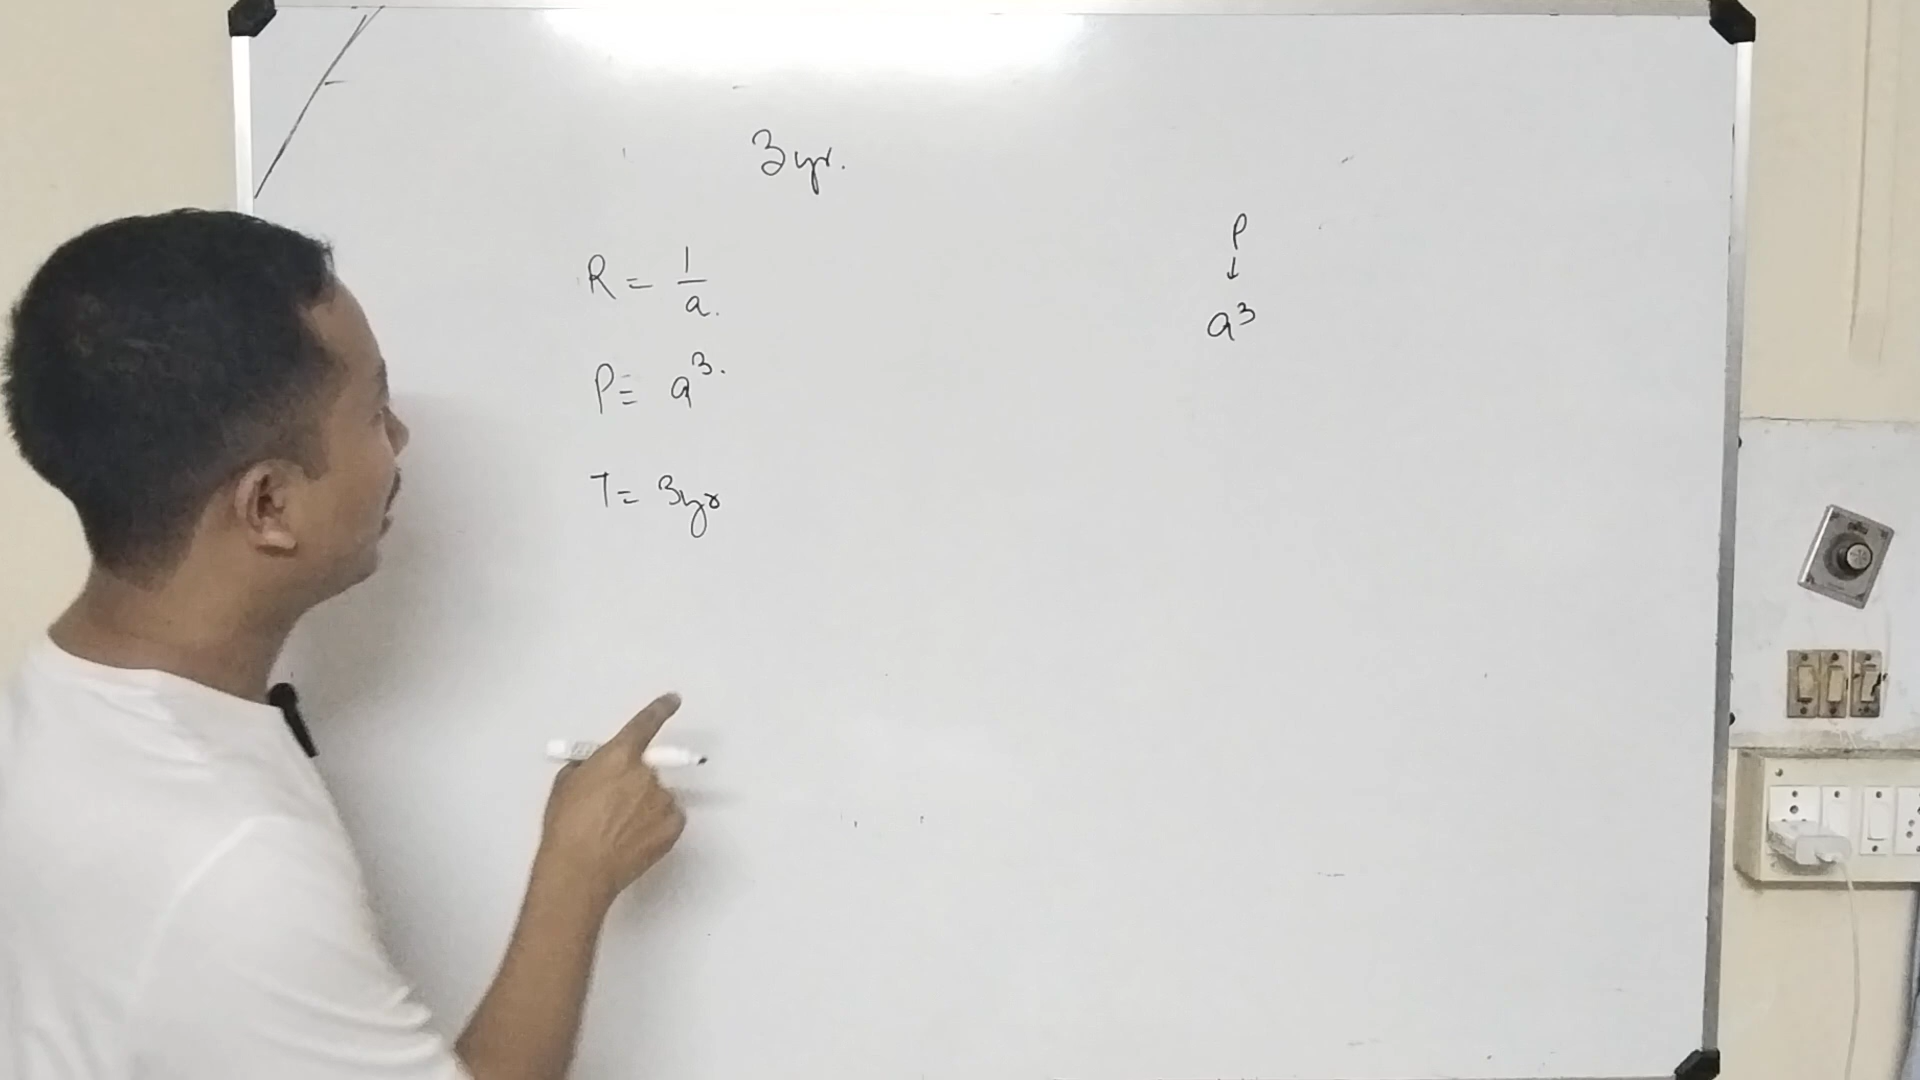 3yr.
R = 1/a.
P = a³.
T = 3yr
P
↓
a³